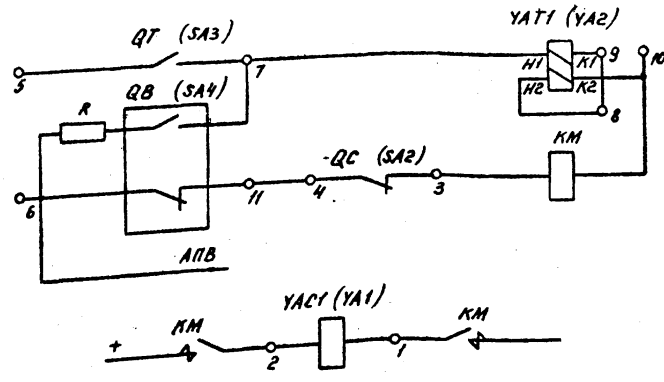 YAT1 (YA2)
QT (SA3)
5
7
H1
K1
9
10
H2
K2
8
QB (SA4)
R
KM
-QC (SA2)
6
11
4
3
АПВ
YAC1 (YA1)
KM
KM
+
2
1